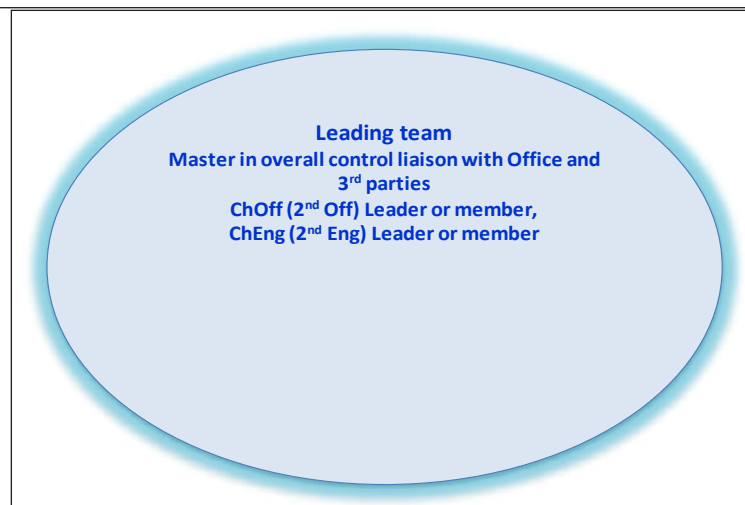 Leading team
Master in overall control liaison with Office and
3rd parties
ChOff (2nd Off) Leader or member,
ChEng (2nd Eng) Leader or member